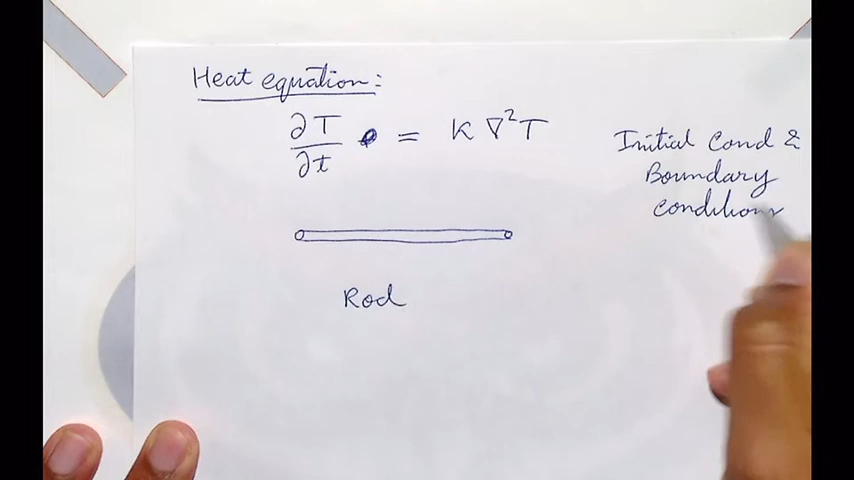 Heat equation:
∂T/∂t = K ∇²T
Initial Cond &
Boundary
conditions
Rod